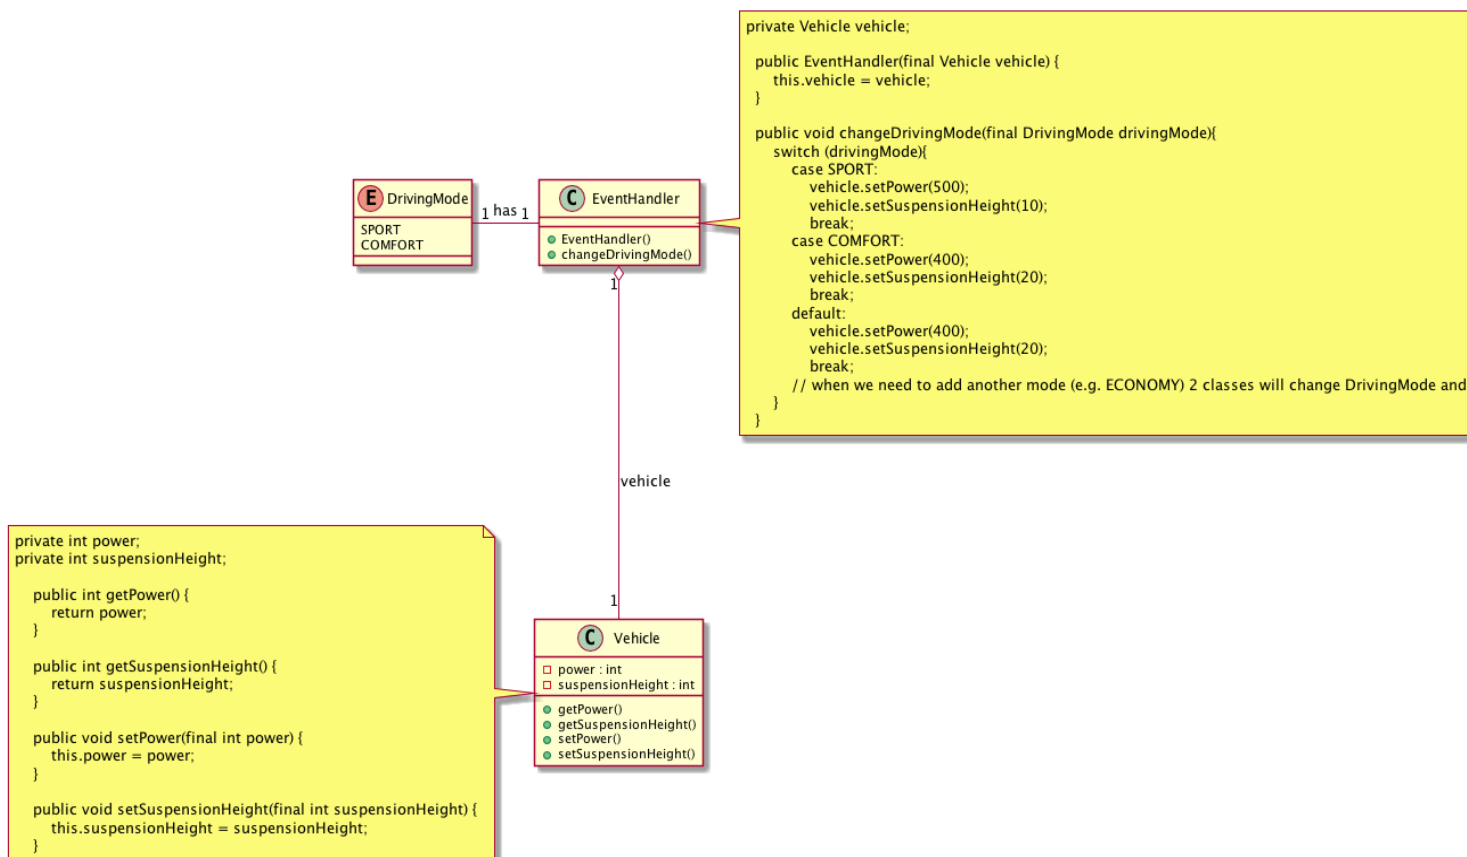 private Vehicle vehicle;
public EventHandler(final Vehicle vehicle) {
this.vehicle = vehicle;
}
public void changeDrivingMode(final DrivingMode drivingMode){
switch (drivingMode){
case SPORT:
vehicle.setPower(500);
vehicle.setSuspensionHeight(10);
break;
case COMFORT:
vehicle.setPower(400);
vehicle.setSuspensionHeight(20);
break;
default:
vehicle.setPower(400);
vehicle.setSuspensionHeight(20);
break;
// when we need to add another mode (e.g. ECONOMY) 2 classes will change DrivingMode and
}
}
E DrivingMode
SPORT
COMFORT
1 has 1
C EventHandler
EventHandler()
changeDrivingMode()
1
vehicle
1
private int power;
private int suspensionHeight;
public int getPower() {
return power;
}
public int getSuspensionHeight() {
return suspensionHeight;
}
public void setPower(final int power) {
this.power = power;
}
public void setSuspensionHeight(final int suspensionHeight) {
this.suspensionHeight = suspensionHeight;
}
C Vehicle
power : int
suspensionHeight : int
getPower()
getSuspensionHeight()
setPower()
setSuspensionHeight()